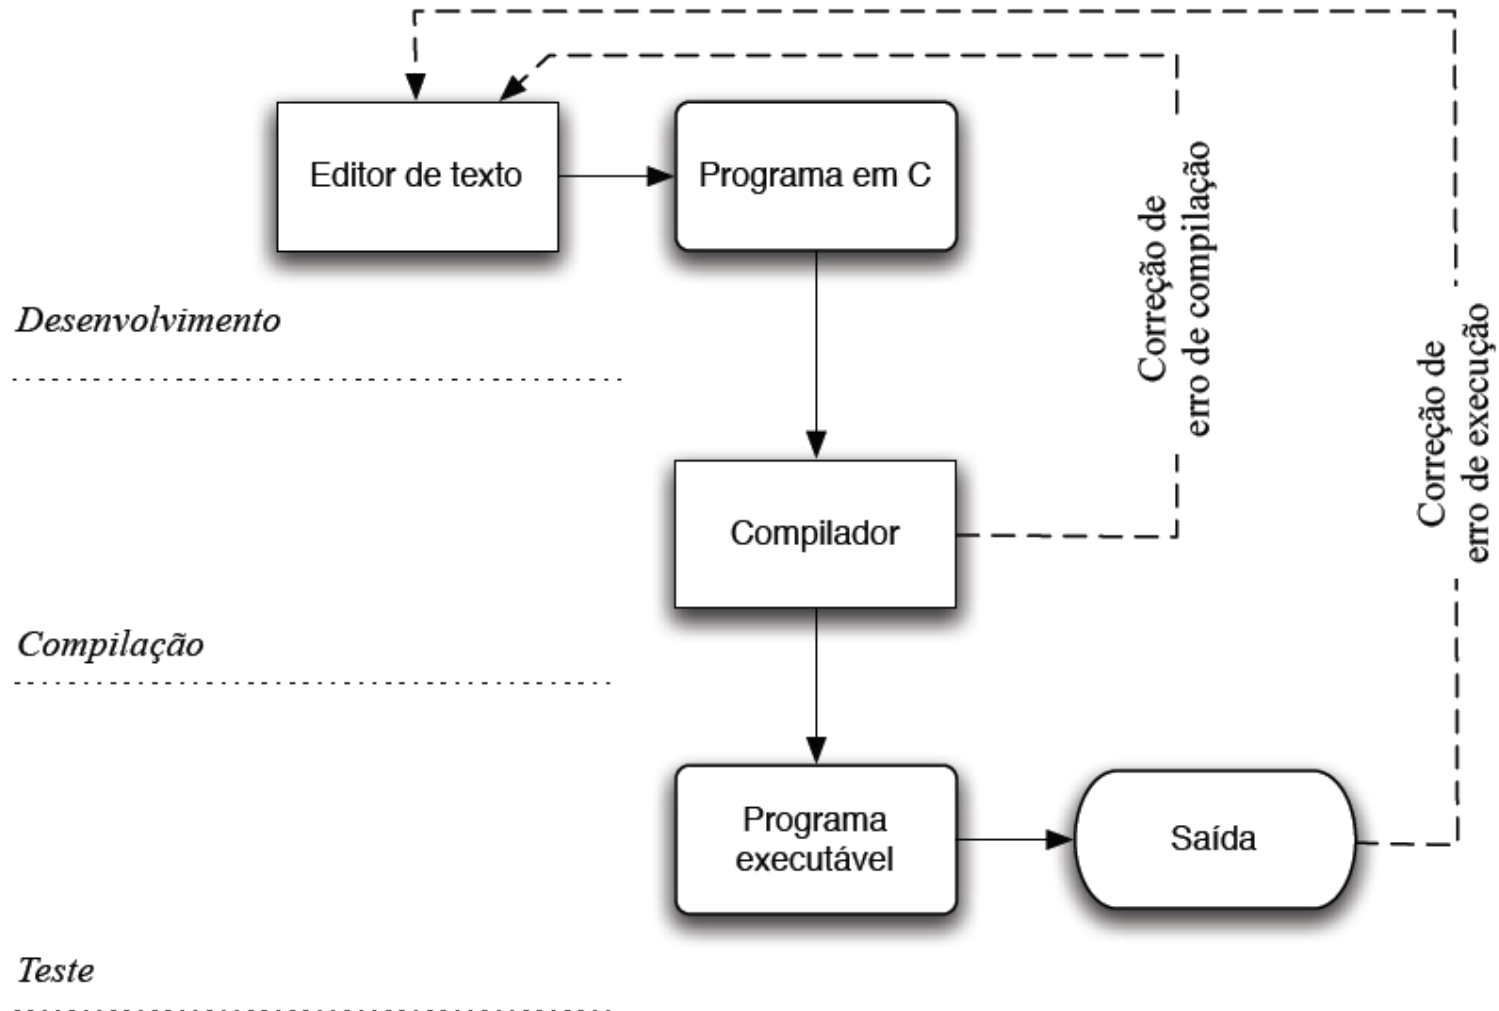 Editor de texto
Programa em C
Correção de
erro de compilação
Desenvolvimento
Correção de
erro de execução
Compilador
Compilação
Programa
executável
Saída
Teste